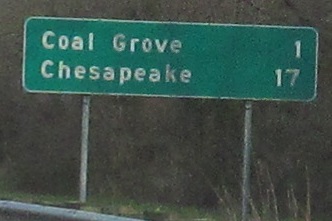 Coal Grove 1
Chesapeake 17